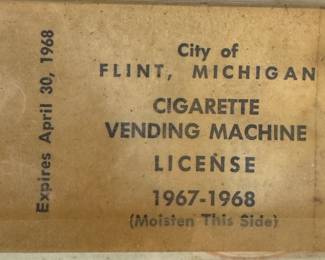 Expires April 30, 1968
City of
FLINT, MICHIGAN
CIGARETTE
VENDING MACHINE
LICENSE
1967-1968
(Moisten This Side)